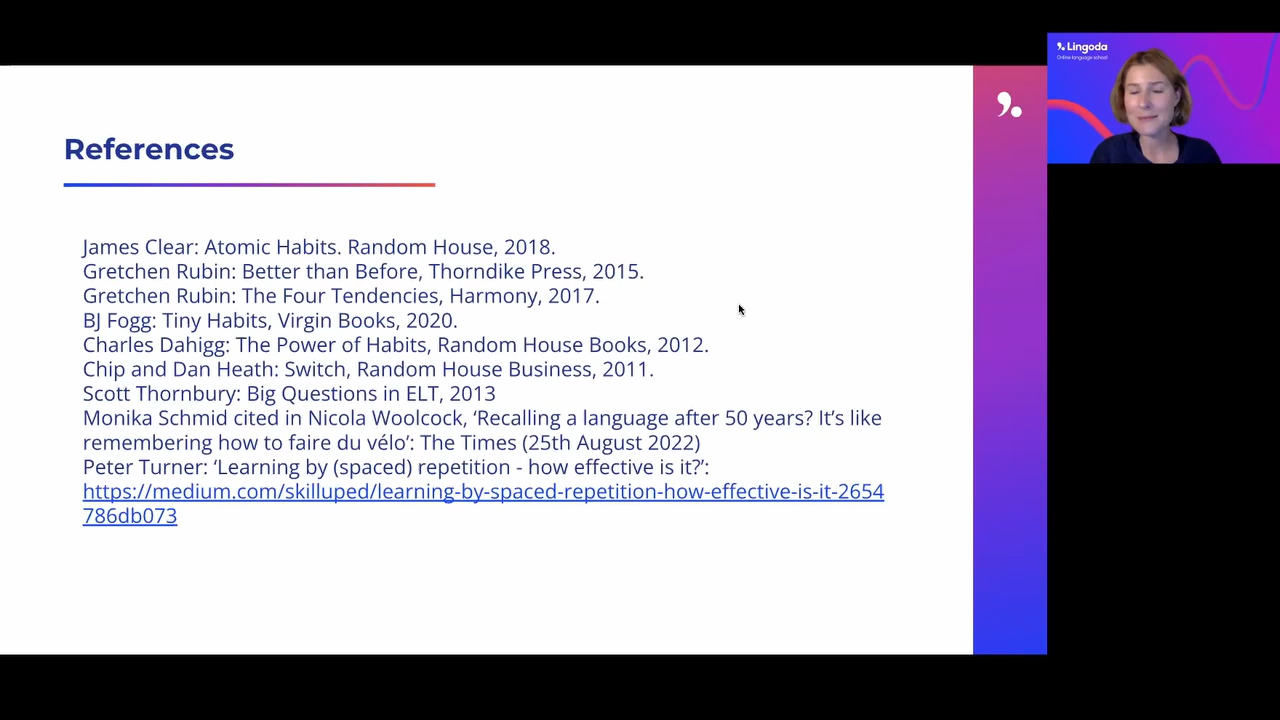 Lingoda
Online language school
References
James Clear: Atomic Habits. Random House, 2018.
Gretchen Rubin: Better than Before, Thorndike Press, 2015.
Gretchen Rubin: The Four Tendencies, Harmony, 2017.
BJ Fogg: Tiny Habits, Virgin Books, 2020.
Charles Dahigg: The Power of Habits, Random House Books, 2012.
Chip and Dan Heath: Switch, Random House Business, 2011.
Scott Thornbury: Big Questions in ELT, 2013
Monika Schmid cited in Nicola Woolcock, ‘Recalling a language after 50 years? It’s like
remembering how to faire du vélo’: The Times (25th August 2022)
Peter Turner: ‘Learning by (spaced) repetition - how effective is it?’:
https://medium.com/skilluped/learning-by-spaced-repetition-how-effective-is-it-2654
786db073